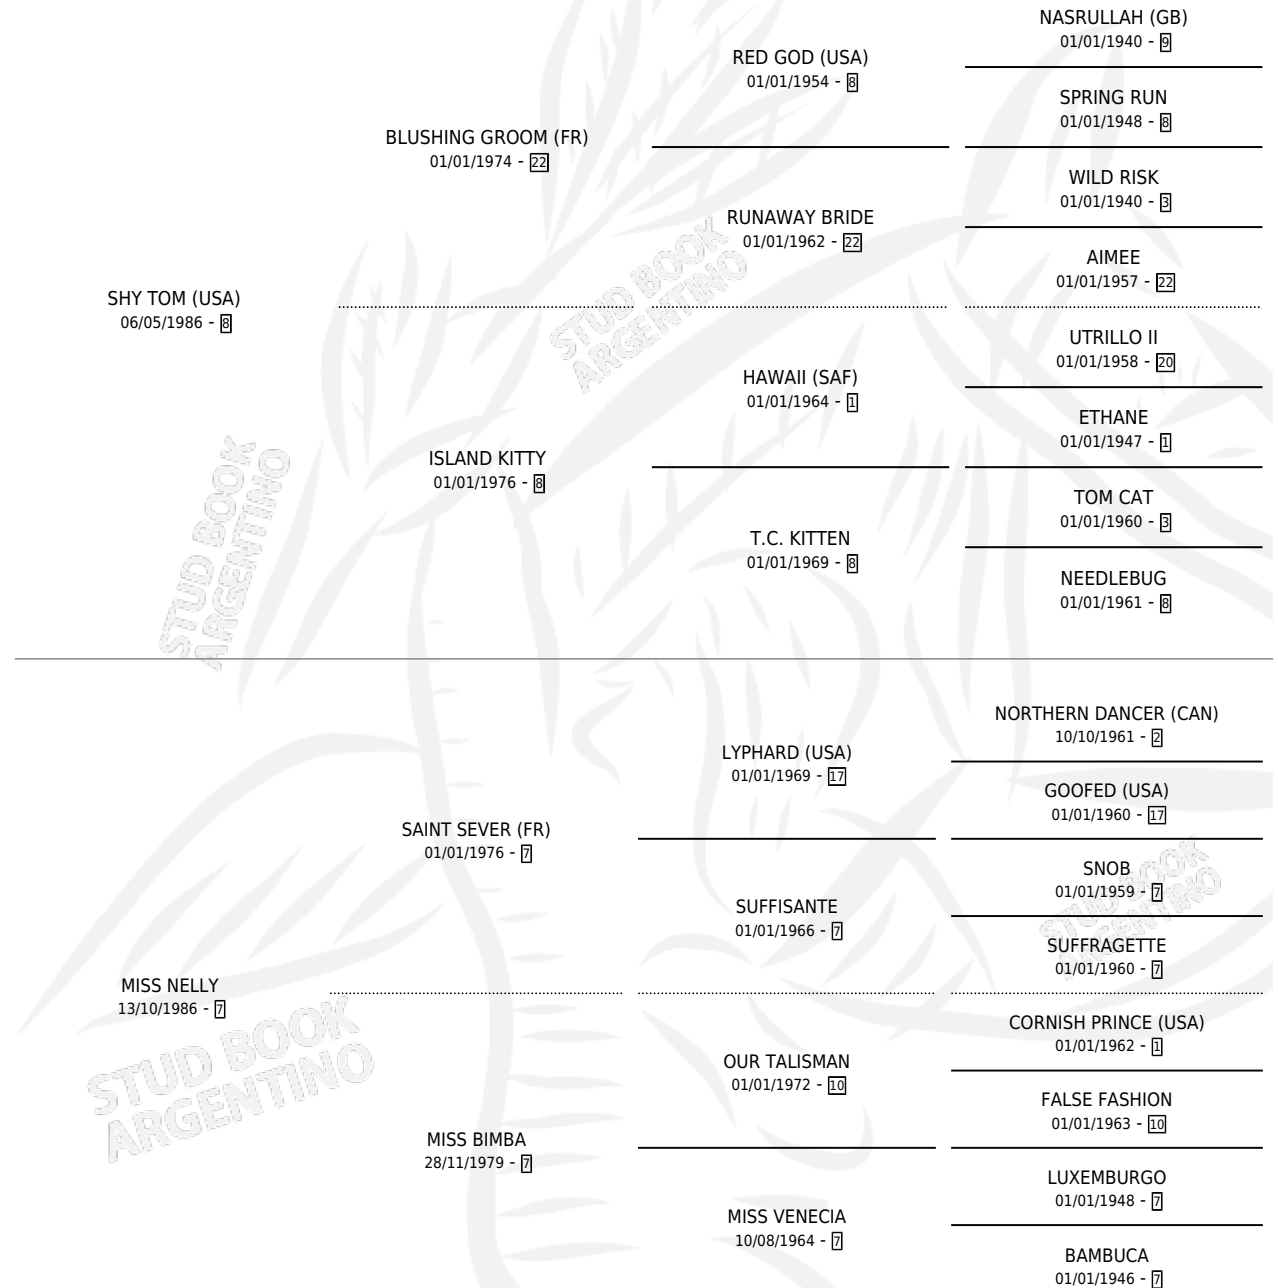 NASRULLAH (GB)
01/01/1940 - 9
RED GOD (USA)
01/01/1954 - 8
SPRING RUN
01/01/1948 - 8
BLUSHING GROOM (FR)
01/01/1974 - 22
WILD RISK
01/01/1940 - 3
RUNAWAY BRIDE
01/01/1962 - 22
AIMEE
01/01/1957 - 22
SHY TOM (USA)
06/05/1986 - 8
STUD BOOK
ARGENTINO
UTRILLO II
01/01/1958 - 20
HAWAII (SAF)
01/01/1964 - 1
ETHANE
01/01/1947 - 1
ISLAND KITTY
01/01/1976 - 8
TOM CAT
01/01/1960 - 3
T.C. KITTEN
01/01/1969 - 8
NEEDLEBUG
01/01/1961 - 8
STUD BOOK
ARGENTINO
NORTHERN DANCER (CAN)
10/10/1961 - 2
LYPHARD (USA)
01/01/1969 - 17
GOOFED (USA)
01/01/1960 - 17
SAINT SEVER (FR)
01/01/1976 - 7
SNOB
01/01/1959 - 7
SUFFISANTE
01/01/1966 - 7
STUD BOOK
ARGENTINO
SUFFRAGETTE
01/01/1960 - 7
MISS NELLY
13/10/1986 - 7
CORNISH PRINCE (USA)
01/01/1962 - 1
STUD BOOK
ARGENTINO
OUR TALISMAN
01/01/1972 - 10
FALSE FASHION
01/01/1963 - 10
MISS BIMBA
28/11/1979 - 7
LUXEMBURGO
01/01/1948 - 7
MISS VENECIA
10/08/1964 - 7
BAMBUCA
01/01/1946 - 7